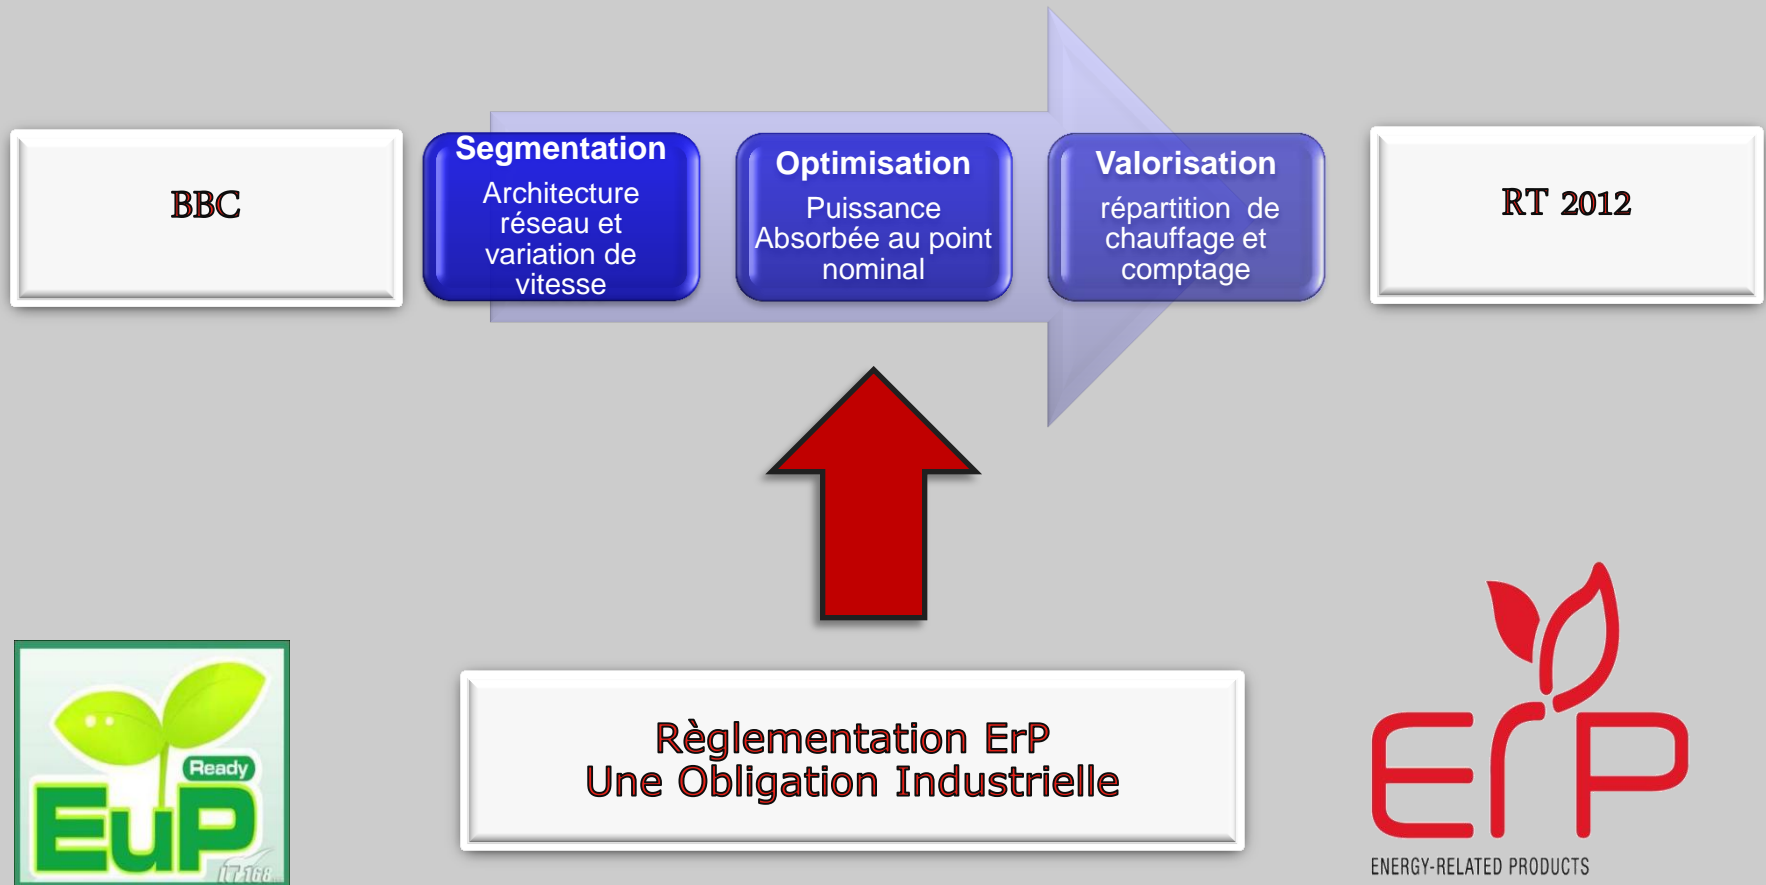 BBC
Segmentation
Architecture
réseau et
variation de
vitesse
Optimisation
Puissance
Absorbée au point
nominal
Valorisation
répartition de
chauffage et
comptage
RT 2012
Règlementation ErP
Une Obligation Industrielle
Ready
EuP
ErP
ENERGY-RELATED PRODUCTS